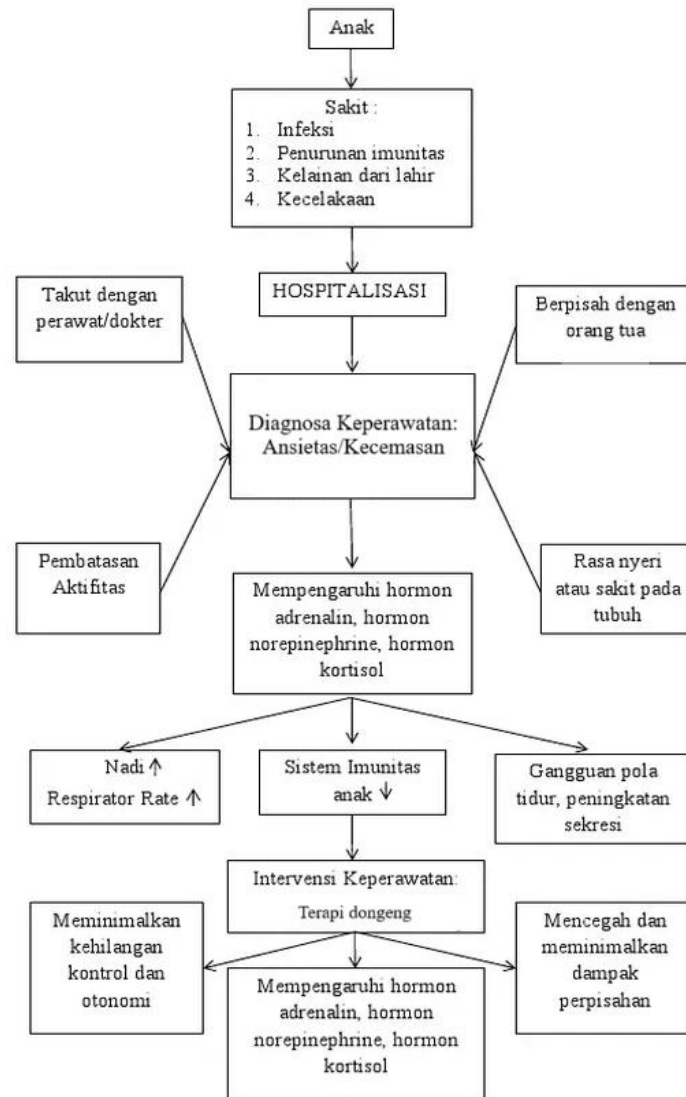 Anak
Sakit :
1. Infeksi
2. Penurunan imunitas
3. Kelainan dari lahir
4. Kecelakaan
HOSPITALISASI
Takut dengan
perawat/dokter
Berpisah dengan
orang tua
Diagnosa Keperawatan:
Ansietas/Kecemasan
Pembatasan
Aktifitas
Rasa nyeri
atau sakit pada
tubuh
Mempengaruhi hormon
adrenalin, hormon
norepinephrine, hormon
kortisol
Nadi ↑
Respirator Rate ↑
Sistem Imunitas
anak ↓
Gangguan pola
tidur, peningkatan
sekresi
Intervensi Keperawatan:
Terapi dongeng
Meminimalkan
kehilangan
kontrol dan
otonomi
Mempengaruhi hormon
adrenalin, hormon
norepinephrine, hormon
kortisol
Mencegah dan
meminimalkan
dampak
perpisahan